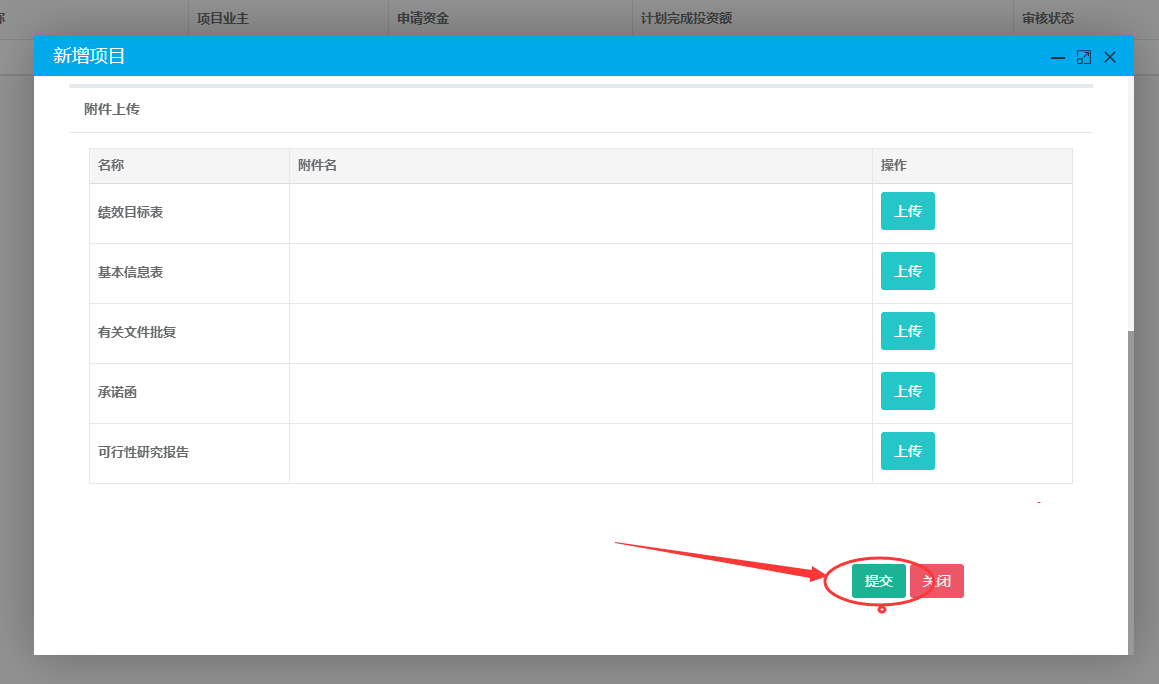 项目业主 申请资金 计划完成投资额 审核状态
新增项目
附件上传
名称 附件名 操作
绩效目标表 上传
基本信息表 上传
有关文件批复 上传
承诺函 上传
可行性研究报告 上传
提交 关闭